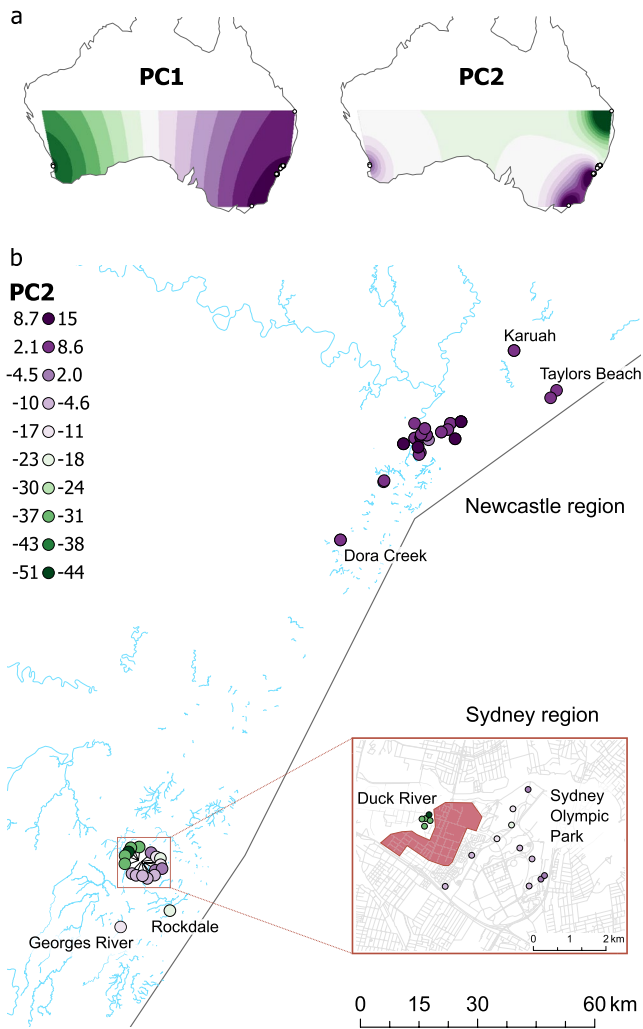 a
PC1
PC2
b
PC2
8.7 15
2.1 8.6
-4.5 2.0
-10 -4.6
-17 -11
-23 -18
-30 -24
-37 -31
-43 -38
-51 -44
Karuah
Taylors Beach
Newcastle region
Dora Creek
Sydney region
Duck River
Sydney
Olympic
Park
0 1 2 km
Rockdale
Georges River
0 15 30 60 km